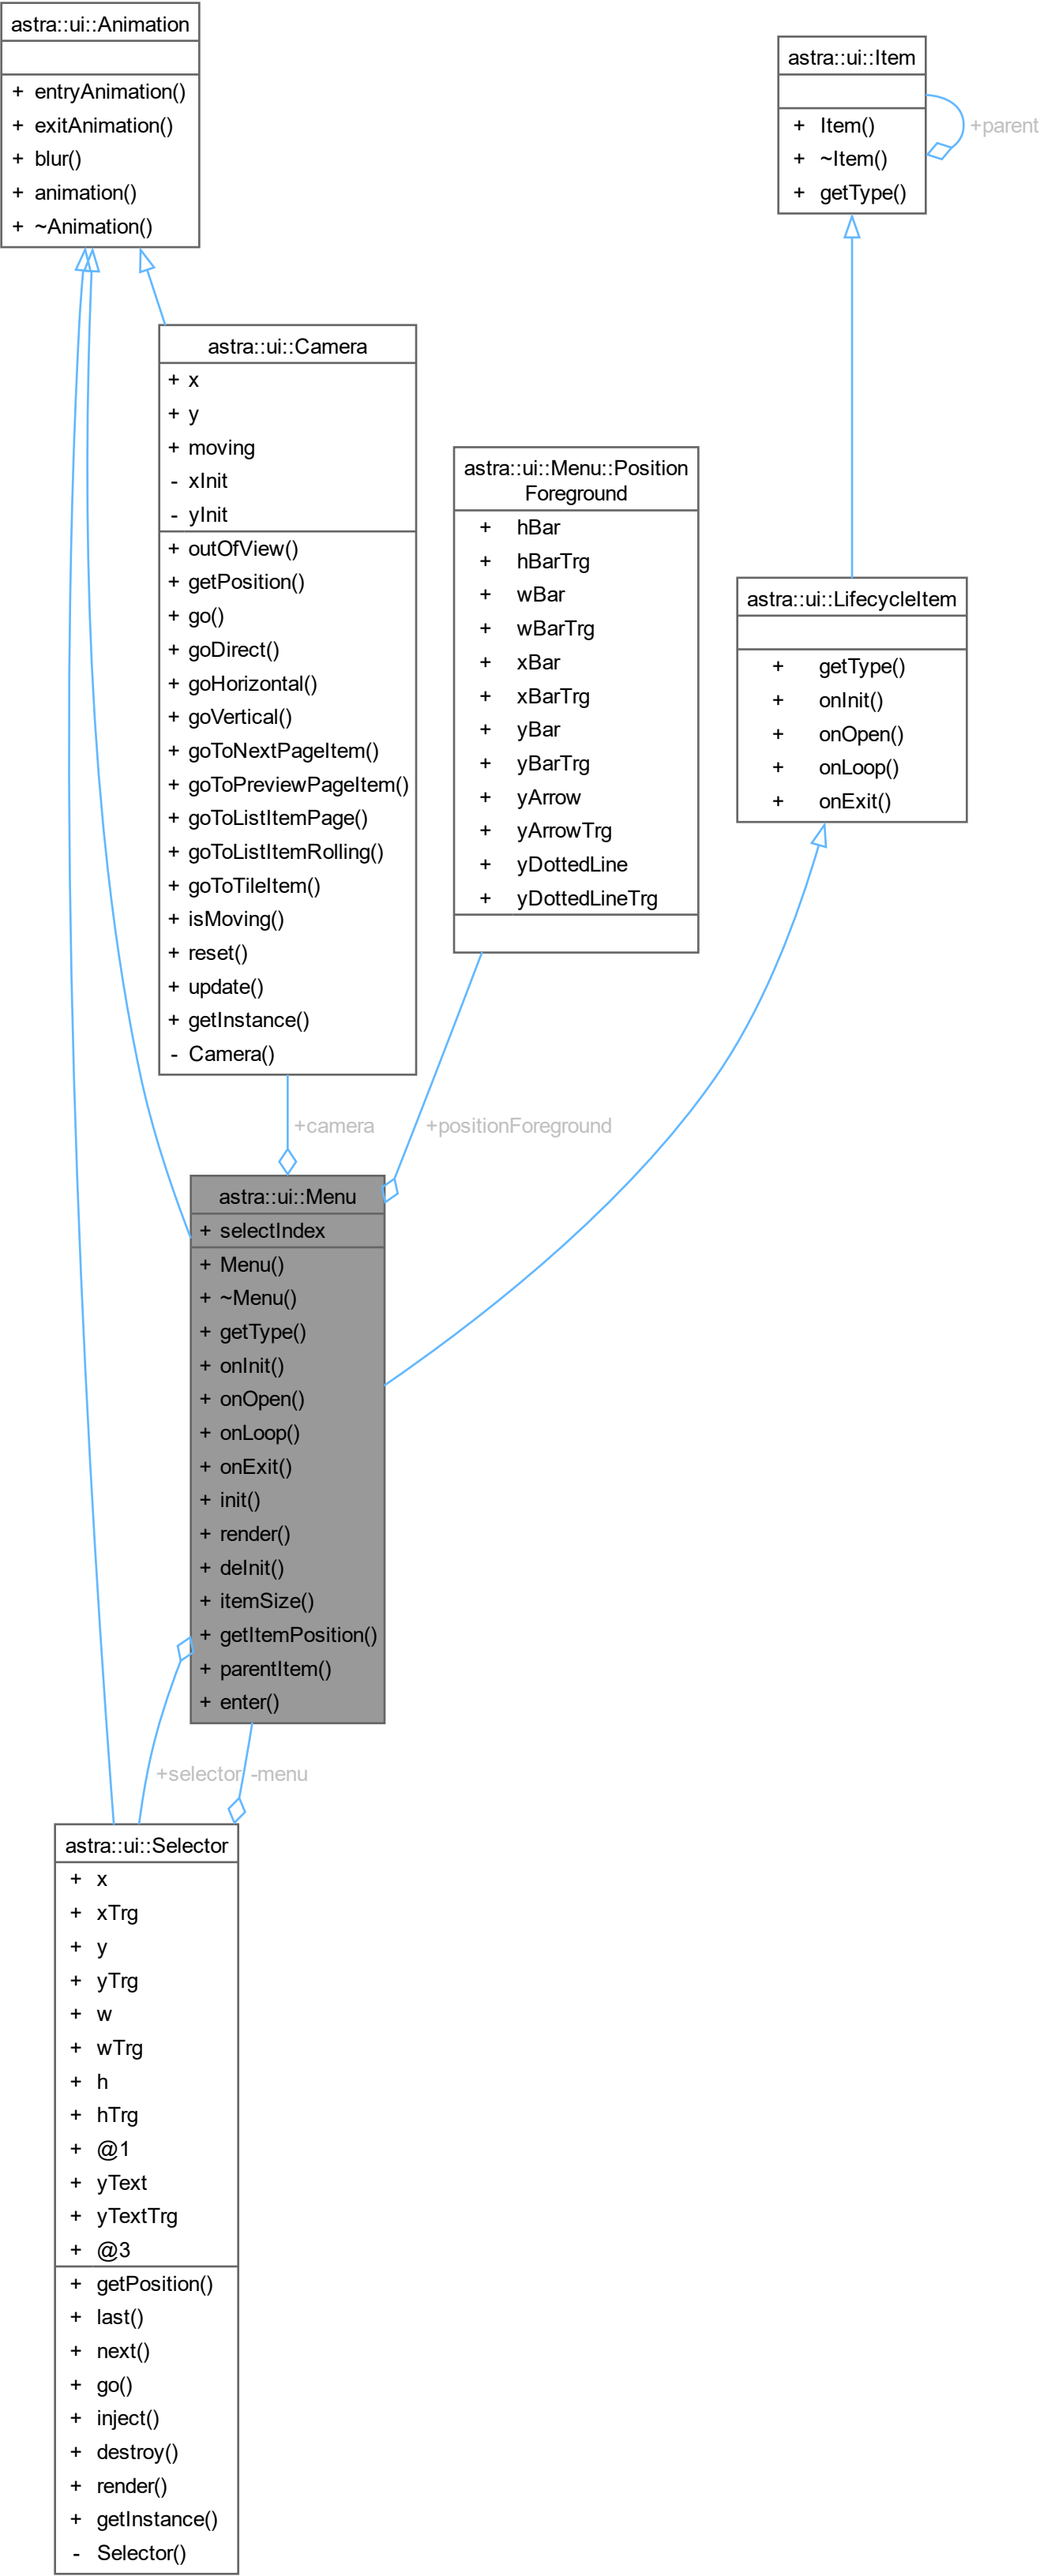 astra::ui::Animation
+ entryAnimation()
+ exitAnimation()
+ blur()
+ animation()
+ ~Animation()
astra::ui::Item
+ Item()
+ ~Item()
+ getType()
+parent
astra::ui::Camera
+ x
+ y
+ moving
- xInit
- yInit
+ outOfView()
+ getPosition()
+ go()
+ goDirect()
+ goHorizontal()
+ goVertical()
+ goToNextPageItem()
+ goToPreviewPageItem()
+ goToListItemPage()
+ goToListItemRolling()
+ goToTileItem()
+ isMoving()
+ reset()
+ update()
+ getInstance()
- Camera()
astra::ui::Menu::Position
Foreground
+ hBar
+ hBarTrg
+ wBar
+ wBarTrg
+ xBar
+ xBarTrg
+ yBar
+ yBarTrg
+ yArrow
+ yArrowTrg
+ yDottedLine
+ yDottedLineTrg
astra::ui::LifecycleItem
+ getType()
+ onInit()
+ onOpen()
+ onLoop()
+ onExit()
+camera
+positionForeground
astra::ui::Menu
+ selectIndex
+ Menu()
+ ~Menu()
+ getType()
+ onInit()
+ onOpen()
+ onLoop()
+ onExit()
+ init()
+ render()
+ deInit()
+ itemSize()
+ getItemPosition()
+ parentItem()
+ enter()
+selector
-menu
astra::ui::Selector
+ x
+ xTrg
+ y
+ yTrg
+ w
+ wTrg
+ h
+ hTrg
+ @1
+ yText
+ yTextTrg
+ @3
+ getPosition()
+ last()
+ next()
+ go()
+ inject()
+ destroy()
+ render()
+ getInstance()
- Selector()